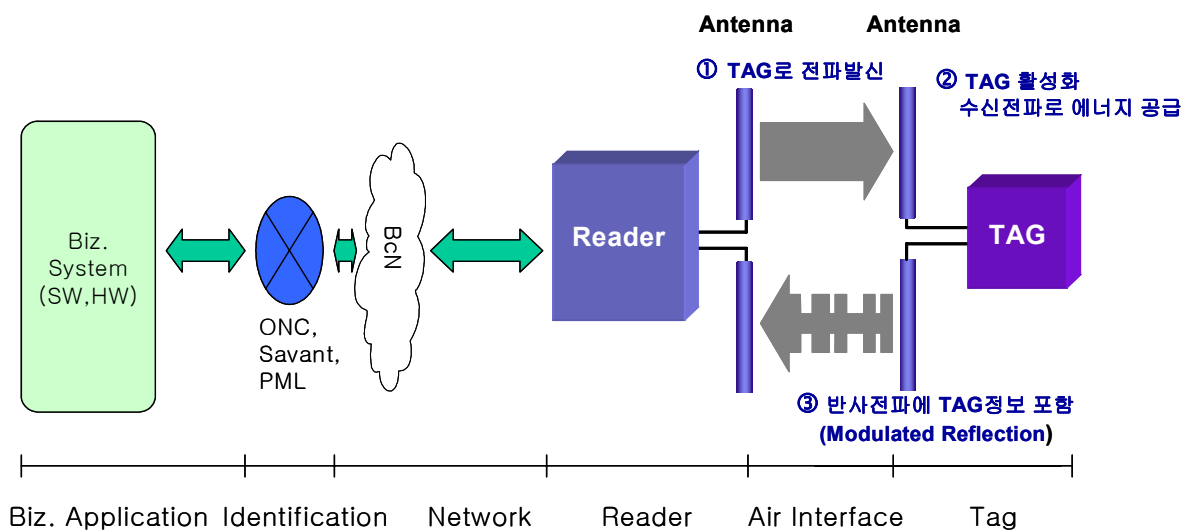 Antenna
Antenna
① TAG로 전파발신
② TAG 활성화
수신전파로 에너지 공급
Biz.
System
(SW,HW)
ONC,
Savant,
PML
BcN
Reader
TAG
③ 반사전파에 TAG정보 포함
(Modulated Reflection)
Biz. Application
Identification
Network
Reader
Air Interface
Tag